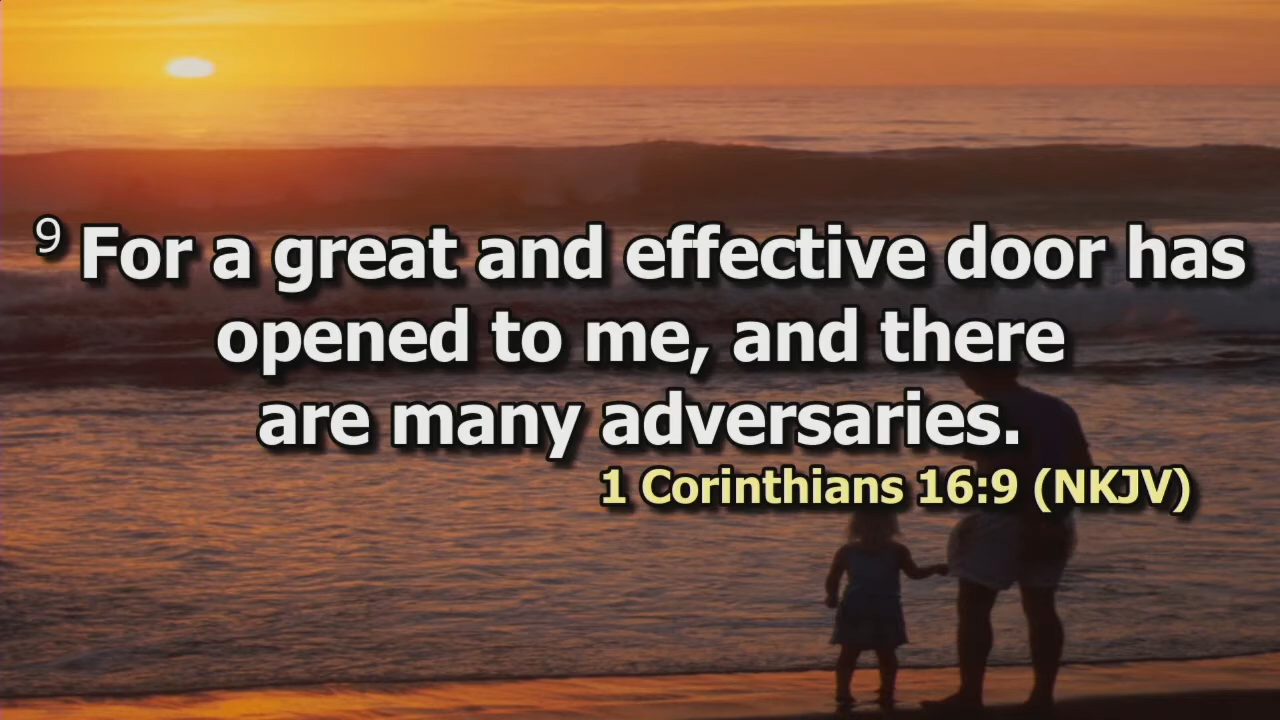 9 For a great and effective door has
opened to me, and there
are many adversaries.
1 Corinthians 16:9 (NKJV)